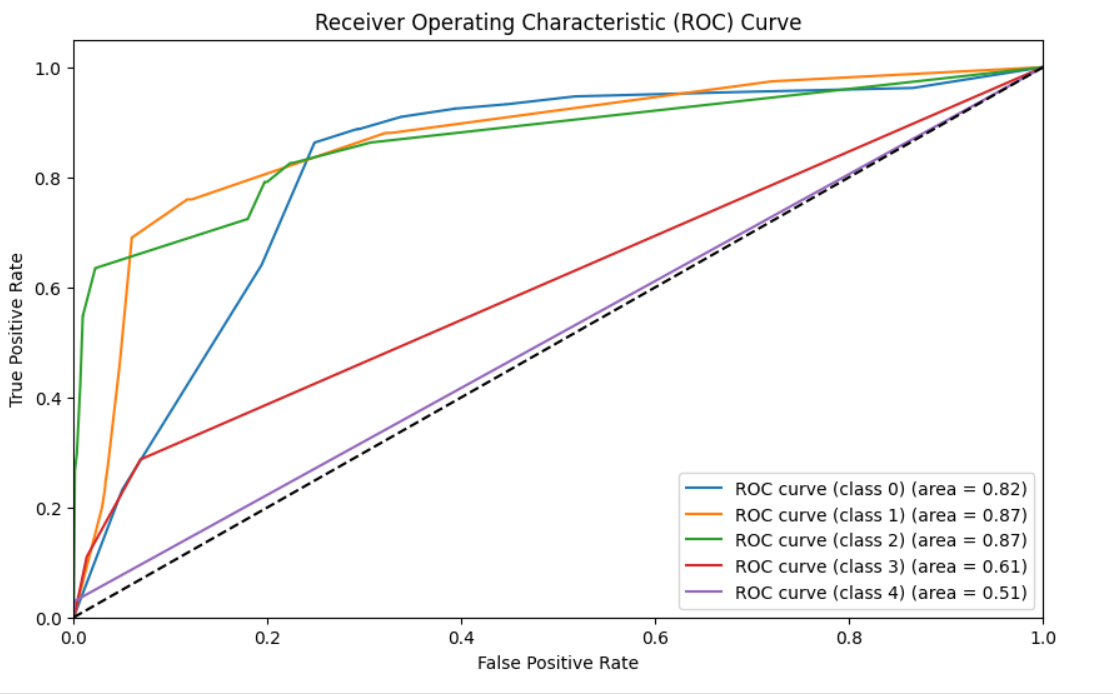 Receiver Operating Characteristic (ROC) Curve
True Positive Rate
1.0
0.8
0.6
0.4
0.2
0.0
0.0 0.2 0.4 0.6 0.8 1.0
False Positive Rate
ROC curve (class 0) (area = 0.82)
ROC curve (class 1) (area = 0.87)
ROC curve (class 2) (area = 0.87)
ROC curve (class 3) (area = 0.61)
ROC curve (class 4) (area = 0.51)